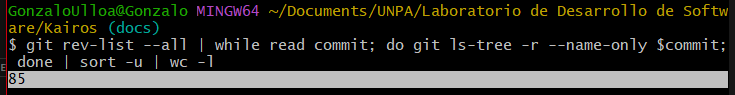 GonzaloUlloa@Gonzalo MINGW64 ~/Documents/UNPA/Laboratorio de Desarrollo de Softw
are/Kairos (docs)
$ git rev-list --all | while read commit; do git ls-tree -r --name-only $commit;
 done | sort -u | wc -l
85